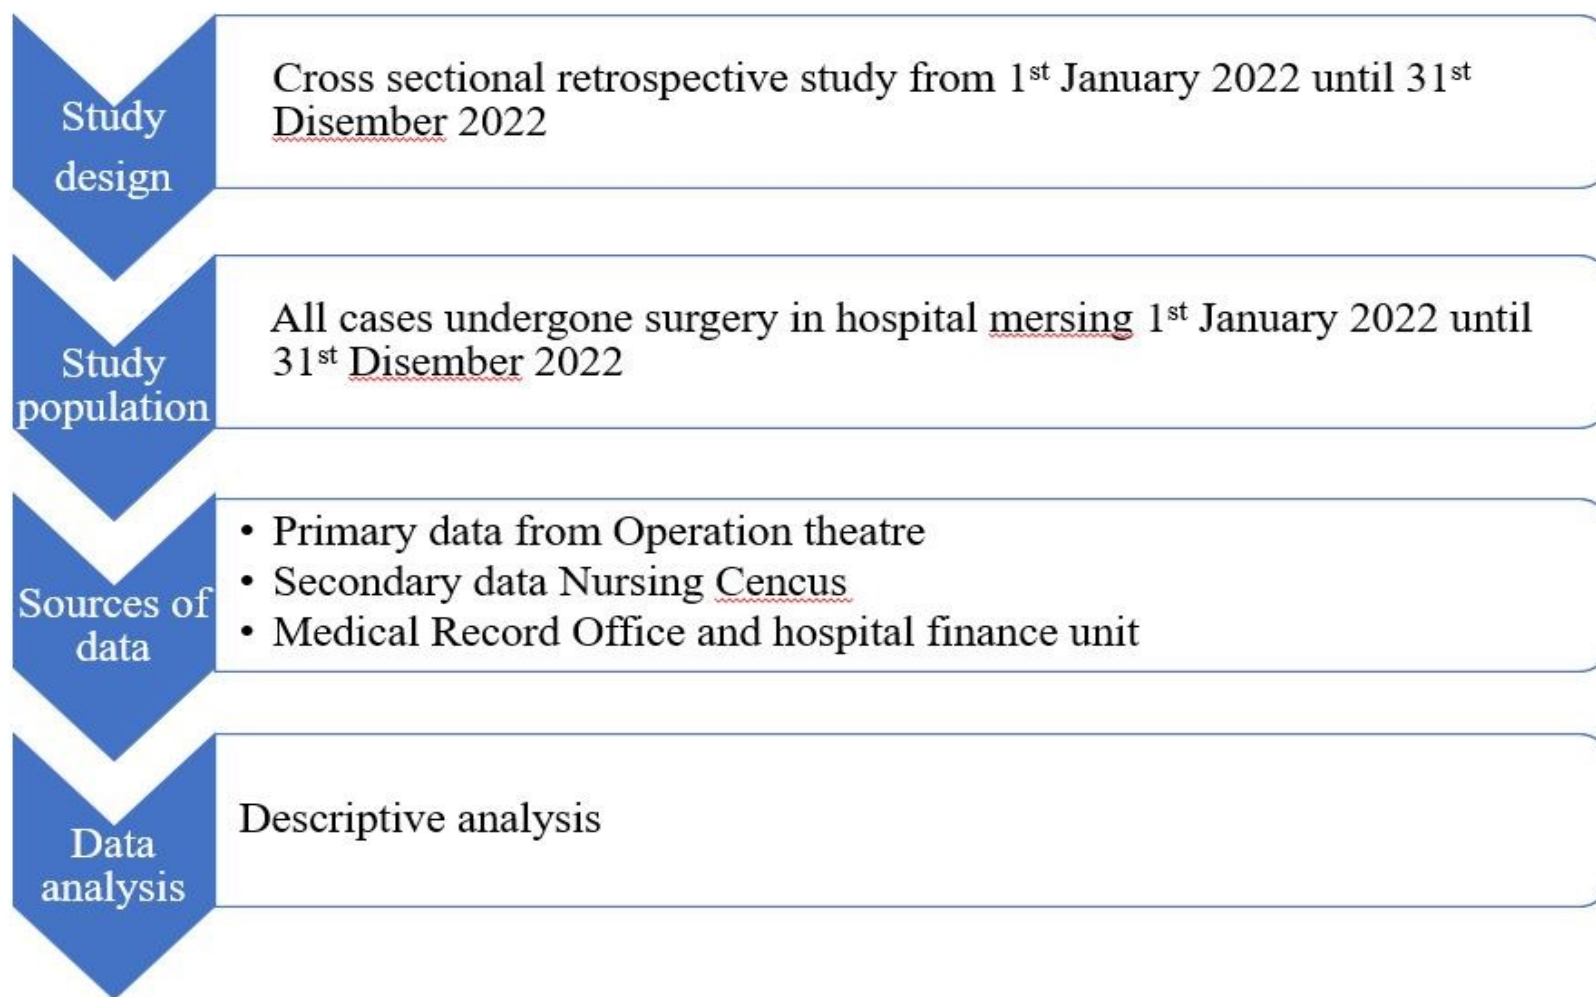 Study
design
Cross sectional retrospective study from 1st January 2022 until 31st
Disember 2022
Study
population
All cases undergone surgery in hospital mersing 1st January 2022 until
31st Disember 2022
Sources of
data
• Primary data from Operation theatre
• Secondary data Nursing Cencus
• Medical Record Office and hospital finance unit
Data
analysis
Descriptive analysis